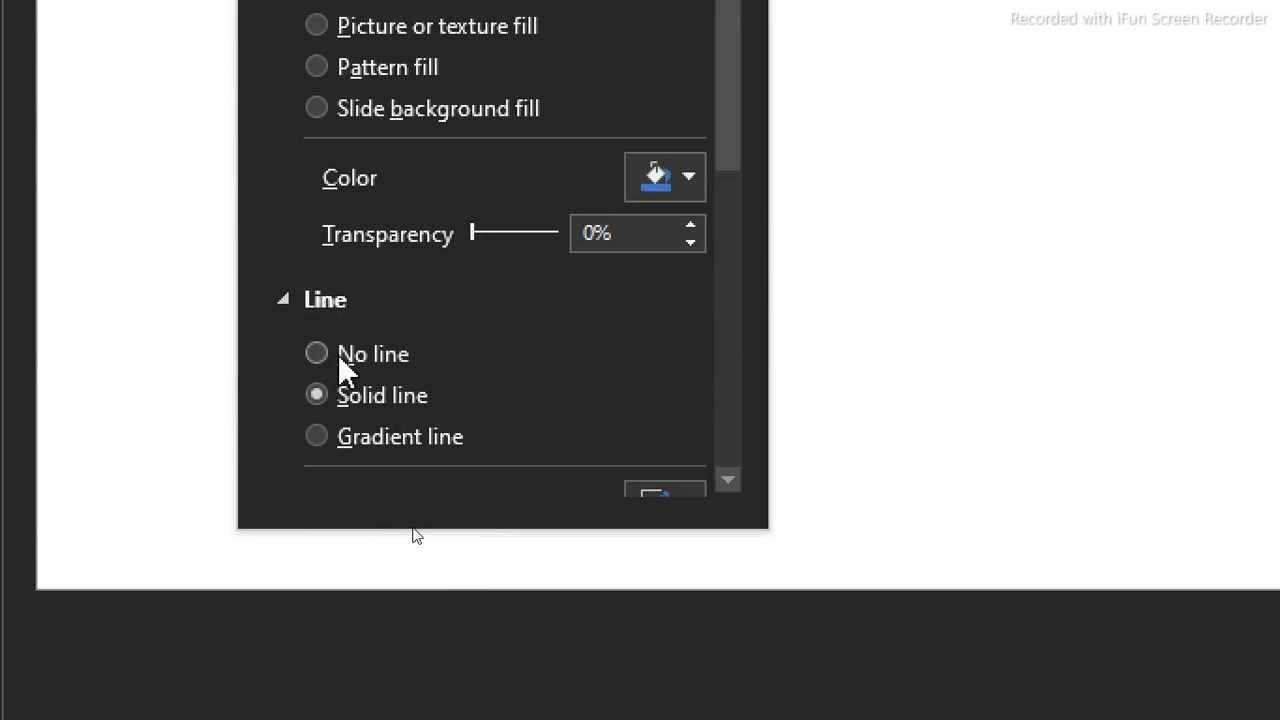 Recorded with iFun Screen Recorder
Picture or texture fill
Pattern fill
Slide background fill
Color
Transparency 0%
Line
No line
Solid line
Gradient line